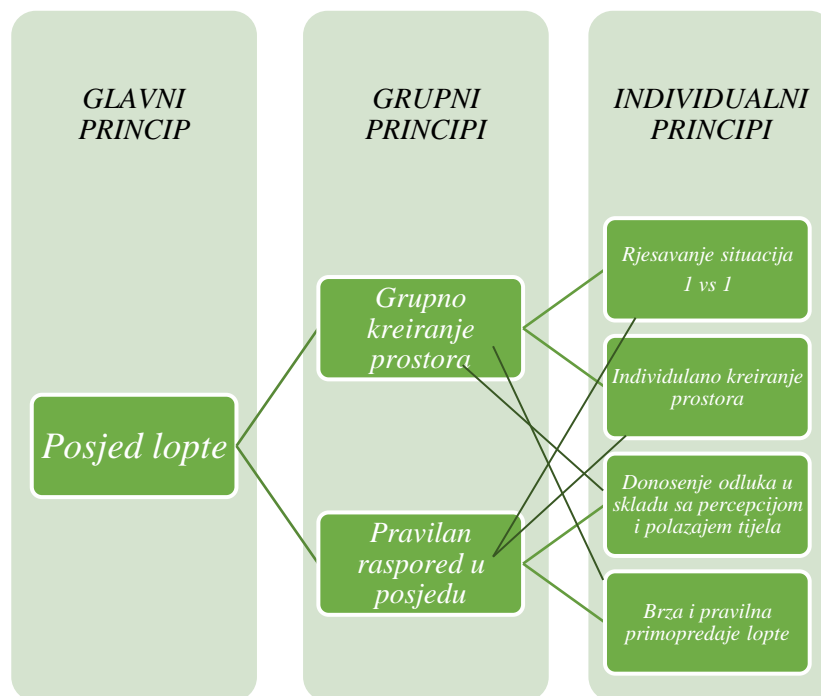 GLAVNI
PRINCIP
GRUPNI
PRINCIPI
INDIVIDUALNI
PRINCIPI
Posjed lopte
Grupno
kreiranje
prostora
Pravilan
raspored u
posjedu
Rjesavanje situacija
1 vs 1
Individulano kreiranje
prostora
Donosenje odluka u
skladu sa percepcijom
i polazajem tijela
Brza i pravilna
primopredaje lopte